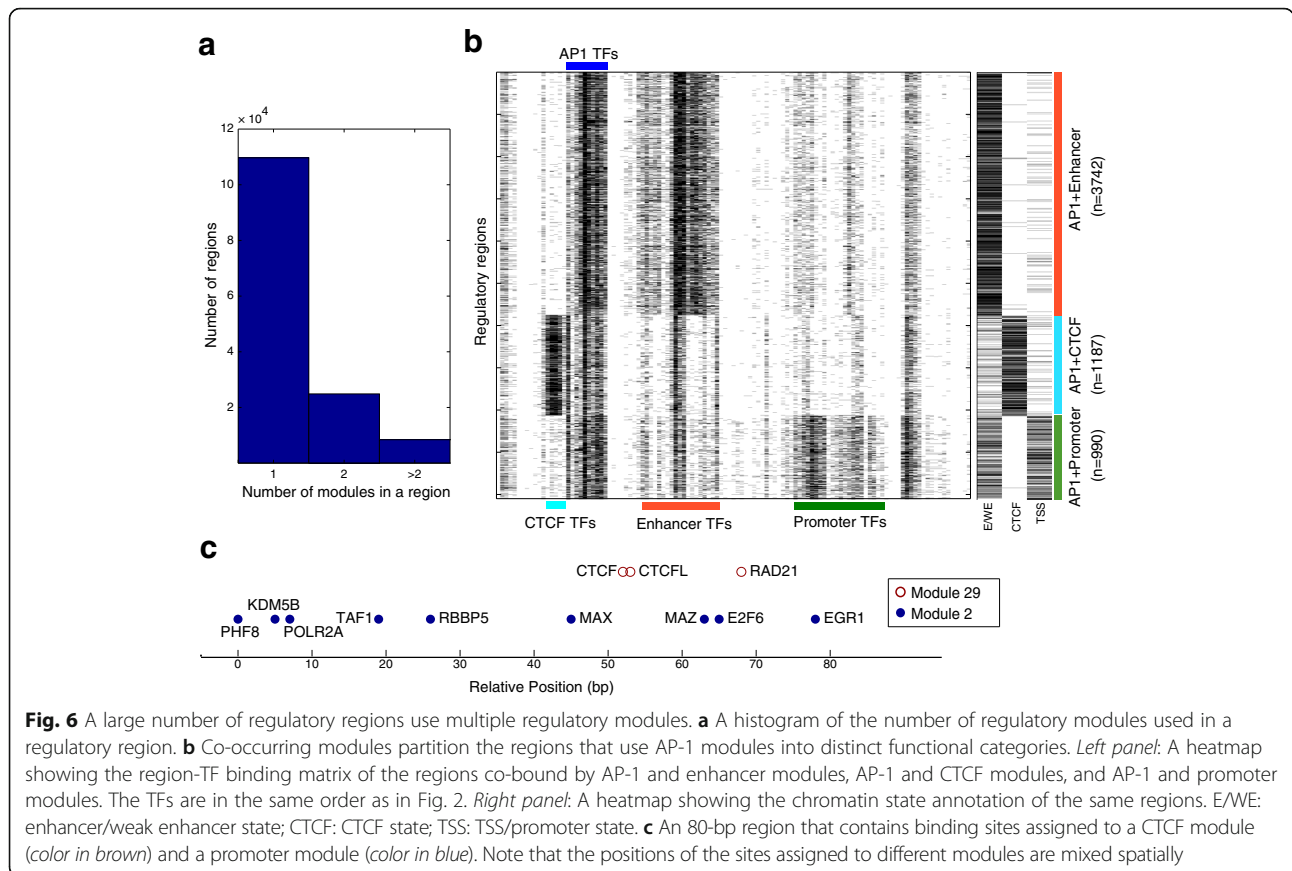 a
× 10⁴
12
10
8
6
4
2
Number of regions
1
2
>2
Number of modules in a region
b
AP1 TFs
Regulatory regions
CTCF TFs
Enhancer TFs
Promoter TFs
E/WE
CTCF
TSS
AP1+Enhancer
(n=3742)
AP1+CTCF
(n=1187)
AP1+Promoter
(n=990)
c
CTCF
CTCFL
RAD21
Module 29
Module 2
KDM5B
PHF8
POLR2A
TAF1
RBBP5
MAX
MAZ
E2F6
EGR1
0 10 20 30 40 50 60 70 80
Relative Position (bp)
Fig. 6 A large number of regulatory regions use multiple regulatory modules. a A histogram of the number of regulatory modules used in a
regulatory region. b Co-occurring modules partition the regions that use AP-1 modules into distinct functional categories. Left panel: A heatmap
showing the region-TF binding matrix of the regions co-bound by AP-1 and enhancer modules, AP-1 and CTCF modules, and AP-1 and promoter
modules. The TFs are in the same order as in Fig. 2. Right panel: A heatmap showing the chromatin state annotation of the same regions. E/WE:
enhancer/weak enhancer state; CTCF: CTCF state; TSS: TSS/promoter state. c An 80-bp region that contains binding sites assigned to a CTCF module
(color in brown) and a promoter module (color in blue). Note that the positions of the sites assigned to different modules are mixed spatially